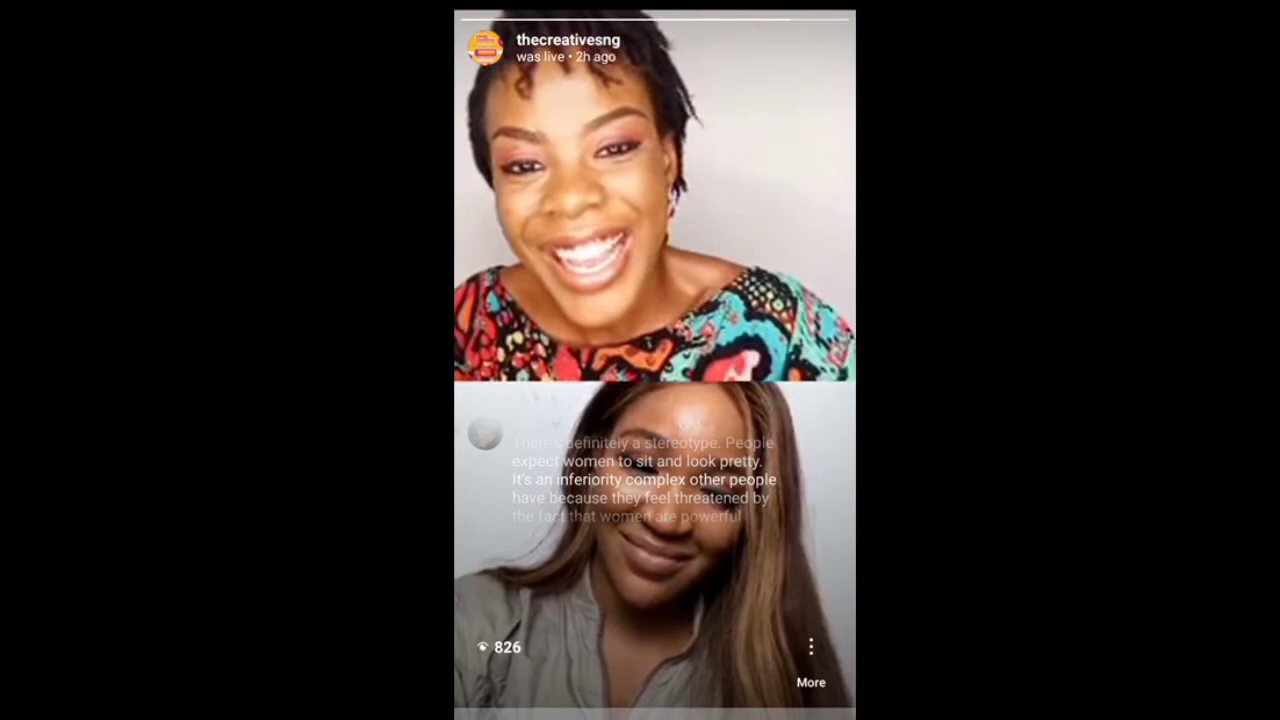 thecreativesng
was live • 2h ago
There's definitely a stereotype. People
expect women to sit and look pretty.
It's an inferiority complex other people
have because they feel threatened by
the fact that women are powerful
826
More